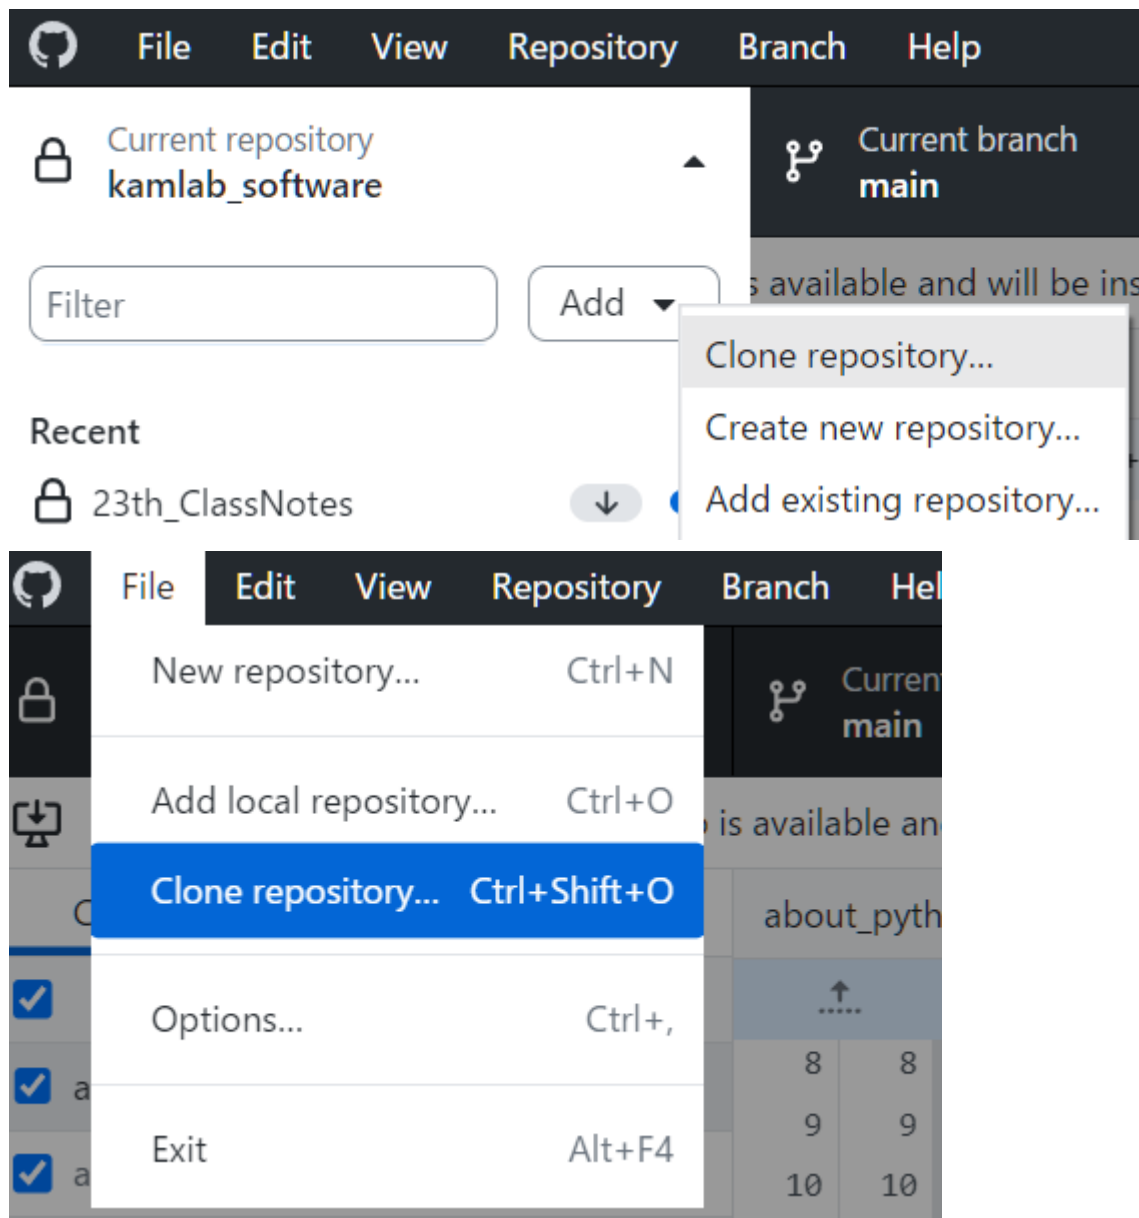 File Edit View Repository Branch Help
Current repository
kamlab_software
Current branch
main
Filter
Add
s available and will be ins
Clone repository...
Create new repository...
Add existing repository...
Recent
23th_ClassNotes
File Edit View Repository Branch Hel
New repository... Ctrl+N
Curren
main
Add local repository... Ctrl+O
is available an
Clone repository... Ctrl+Shift+O
C
about_pyth
Options... Ctrl+,
8 8
a
9 9
Exit Alt+F4
a
10 10